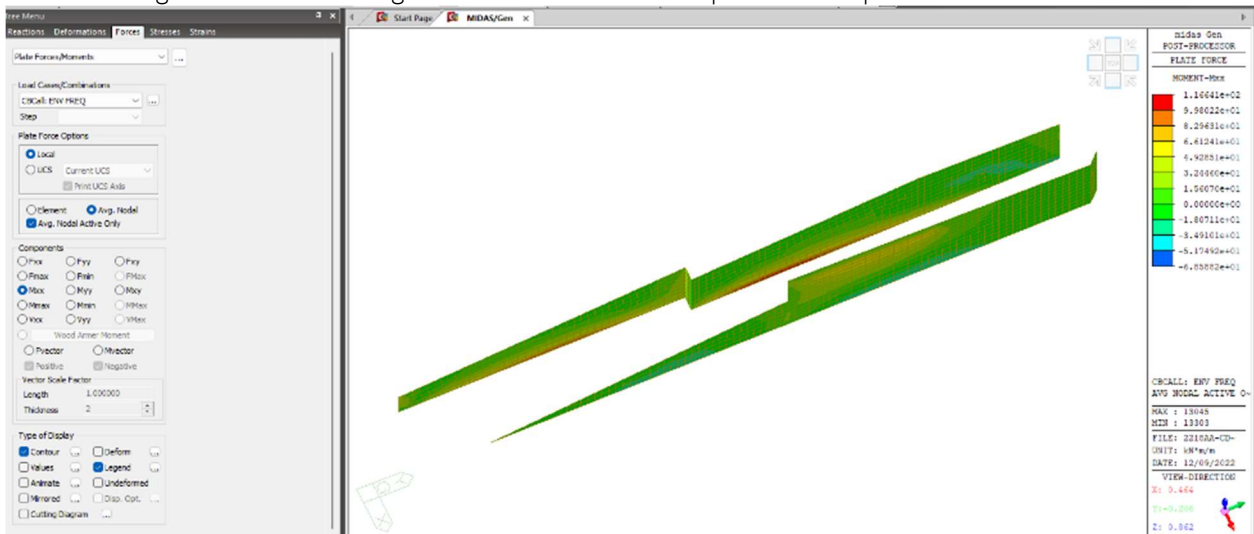 Tree Menu
Reactions Deformations Forces Stresses Strains
Plate Forces/Moments
Load Cases/Combinations
CBCall: ENV FREQ
Step
Plate Force Options
Local
UCS Current UCS
Print UCS Axis
Element Avg. Nodal
Avg. Nodal Active Only
Components
Fxx Fyy Fxy
Fmax Fmin FMax
Mxx Myy Mxy
Mmax Mmin MMax
Vxx Vyy VMax
Wood Armer Moment
Pvector Mvector
Positive Negative
Vector Scale Factor
Length 1.000000
Thickness 2
Type of Display
Contour ... Deform ...
Values ... Legend ...
Animate ... Undeformed
Mirrored ... Disp. Opt. ...
Cutting Diagram ...
Start Page MIDAS/Gen
midas Gen
POST-PROCESSOR
PLATE FORCE
MOMENT-Mxx
1.16641e+02
9.98022e+01
8.29631e+01
6.61241e+01
4.92851e+01
3.24460e+01
1.56070e+01
0.00000e+00
-1.80711e+01
-3.49101e+01
-5.17492e+01
-6.85882e+01
CBCALL: ENV FREQ
AVG NODAL ACTIVE O~
MAX : 13045
MIN : 13303
FILE: 2218AA-CD-
UNIT: kN*m/m
DATE: 12/09/2022
VIEW-DIRECTION
X: 0.464
Z: 0.862